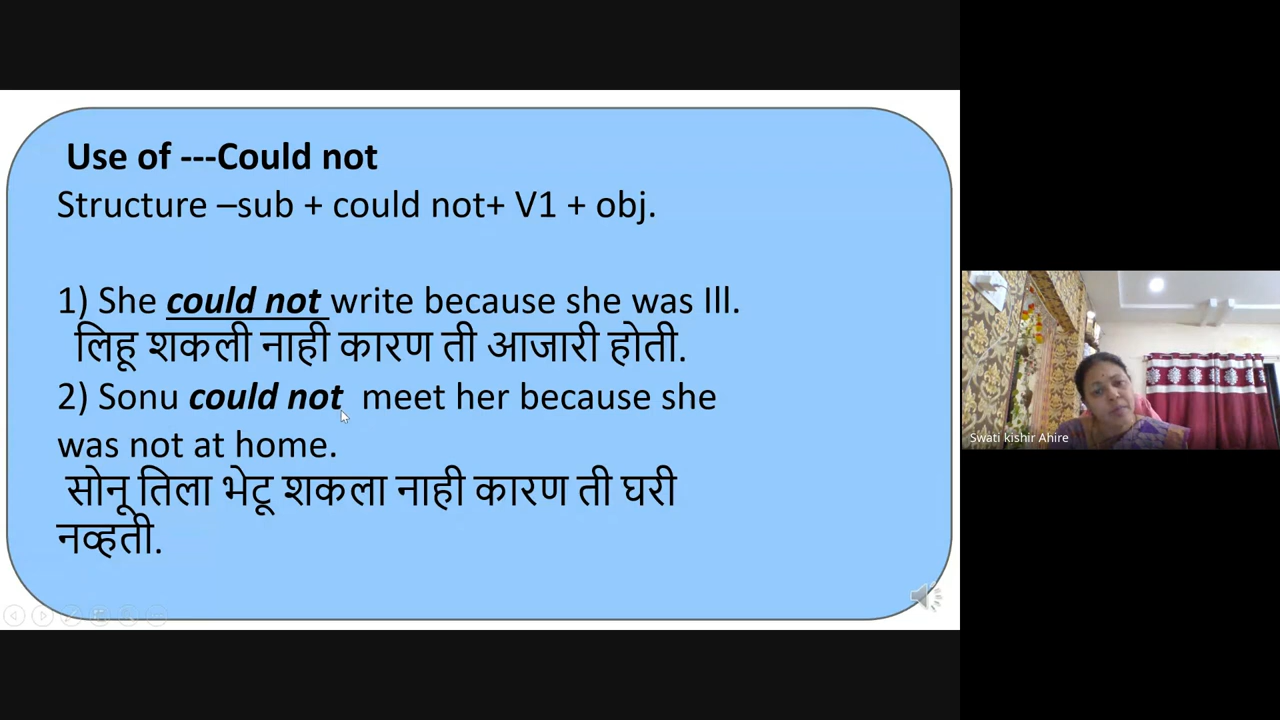 Use of ---Could not
Structure –sub + could not+ V1 + obj.
1) She could not write because she was Ill.
लिहू शकली नाही कारण ती आजारी होती.
2) Sonu could not meet her because she
was not at home.
सोनू तिला भेटू शकला नाही कारण ती घरी
नव्हती.
Swati kishir Ahire